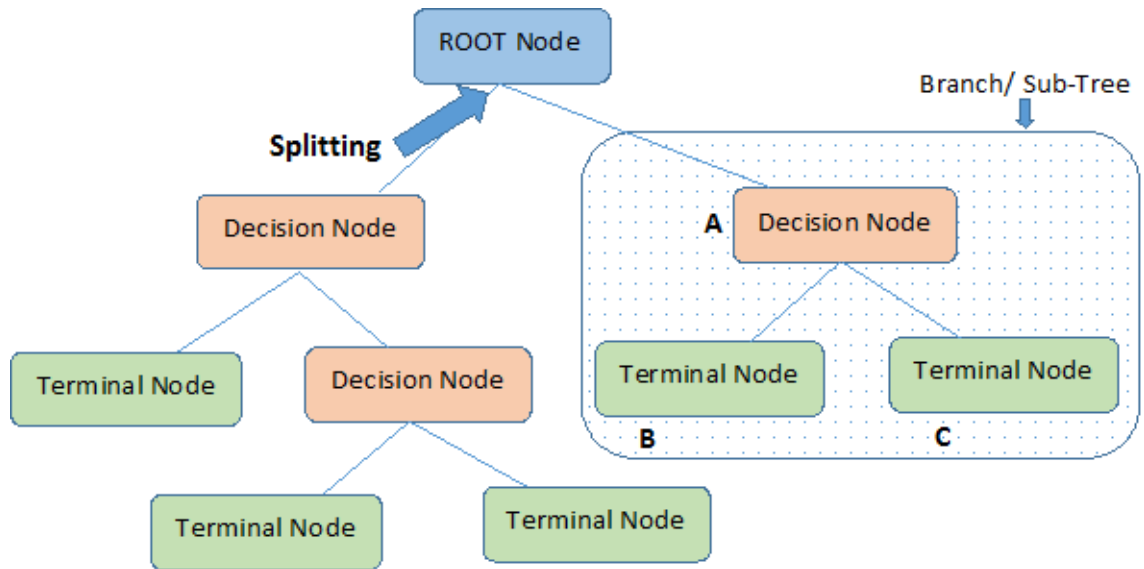 ROOT Node
Branch/ Sub-Tree
Splitting
Decision Node
A
Decision Node
Terminal Node
Decision Node
Terminal Node
Terminal Node
B
C
Terminal Node
Terminal Node